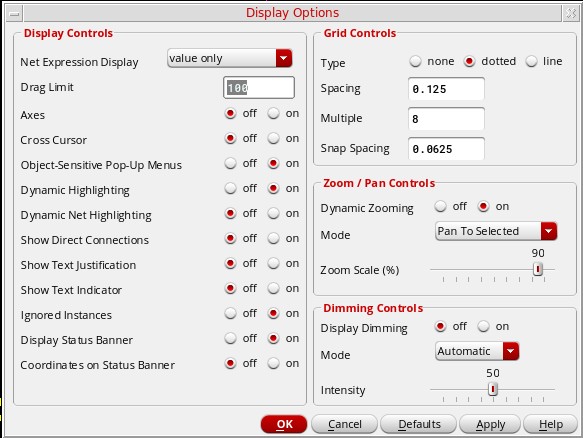 Display Options
Display Controls
Net Expression Display value only
Drag Limit 100
Axes off on
Cross Cursor off on
Object-Sensitive Pop-Up Menus off on
Dynamic Highlighting off on
Dynamic Net Highlighting off on
Show Direct Connections off on
Show Text Justification off on
Show Text Indicator off on
Ignored Instances off on
Display Status Banner off on
Coordinates on Status Banner off on
Grid Controls
Type none dotted line
Spacing 0.125
Multiple 8
Snap Spacing 0.0625
Zoom / Pan Controls
Dynamic Zooming off on
Mode Pan To Selected
90
Zoom Scale (%)
Dimming Controls
Display Dimming off on
Mode Automatic
50
Intensity
OK Cancel Defaults Apply Help